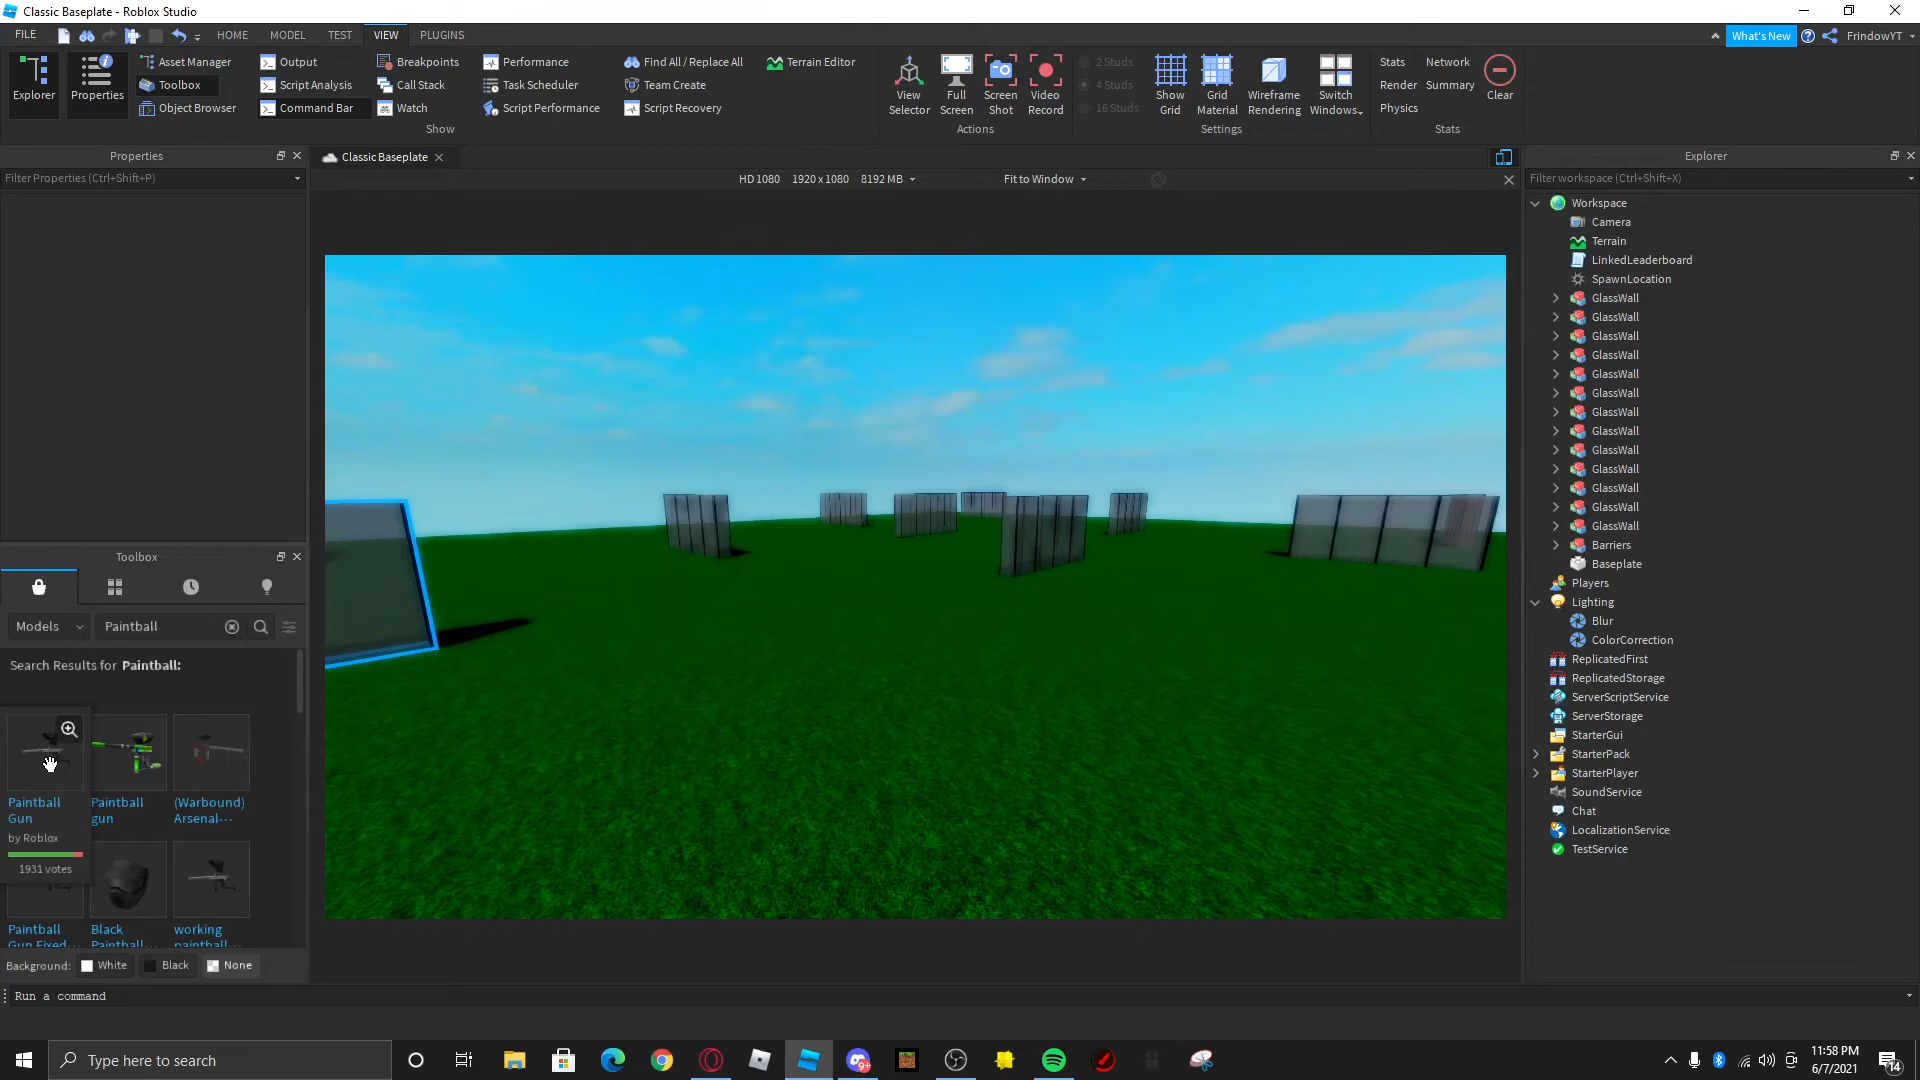 Classic Baseplate - Roblox Studio
FILE HOME MODEL TEST VIEW PLUGINS What's New FrindowYT
Explorer Properties Asset Manager Toolbox Object Browser
Output Script Analysis Command Bar
Breakpoints Call Stack Watch
Performance Task Scheduler Script Performance
Find All / Replace All Team Create Script Recovery
Terrain Editor
Show
View Selector
Full Screen
Screen Shot
Video Record
Actions
2 Studs
4 Studs
16 Studs
Show Grid
Grid Material
Wireframe Rendering
Switch Windows
Settings
Stats Network
Render Summary
Physics
Clear
Stats
Properties
Filter Properties (Ctrl+Shift+P)
Classic Baseplate
HD 1080 1920 x 1080 8192 MB Fit to Window
Toolbox
Models Paintball
Search Results for Paintball:
Paintball Gun
by Roblox
1931 votes
Paintball gun
(Warbound) Arsenal...
Paintball Gun Fixed...
Black Paintball...
working paintball...
Background: White Black None
Run a command
Explorer
Filter workspace (Ctrl+Shift+X)
Workspace
Camera
Terrain
LinkedLeaderboard
SpawnLocation
GlassWall
GlassWall
GlassWall
GlassWall
GlassWall
GlassWall
GlassWall
GlassWall
GlassWall
GlassWall
GlassWall
GlassWall
GlassWall
Barriers
Baseplate
Players
Lighting
Blur
ColorCorrection
ReplicatedFirst
ReplicatedStorage
ServerScriptService
ServerStorage
StarterGui
StarterPack
StarterPlayer
SoundService
Chat
LocalizationService
TestService
Type here to search
9+
11:58 PM
6/7/2021
14